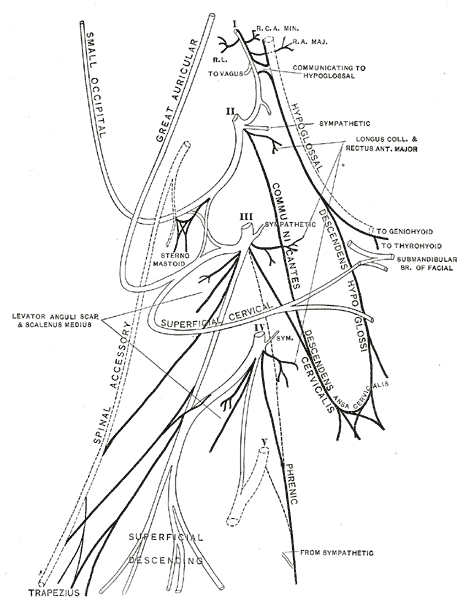 I
R.C.A. MIN.
R.A. MAJ.
R.L.
TO VAGUS
COMMUNICATING TO
HYPOGLOSSAL
SMALL OCCIPITAL
GREAT AURICULAR
HYPOGLOSSAL
II
SYMPATHETIC
LONGUS COLL. &
RECTUS ANT. MAJOR
COMMUNICANTES
DESCENDENS HYPOGLOSSI
III
SYMPATHETIC
TO GENIOHYOID
TO THYROHYOID
SUBMANDIBULAR
BR. OF FACIAL
STERNO
MASTOID
LEVATOR ANGULI SCAP.
& SCALENUS MEDIUS
SUPERFICIAL CERVICAL
IV
SYM.
DESCENDENS
CERVICALIS
ANSA CERVICALIS
SPINAL ACCESSORY
V
PHRENIC
SUPERFICIAL
DESCENDING
FROM SYMPATHETIC
TRAPEZIUS